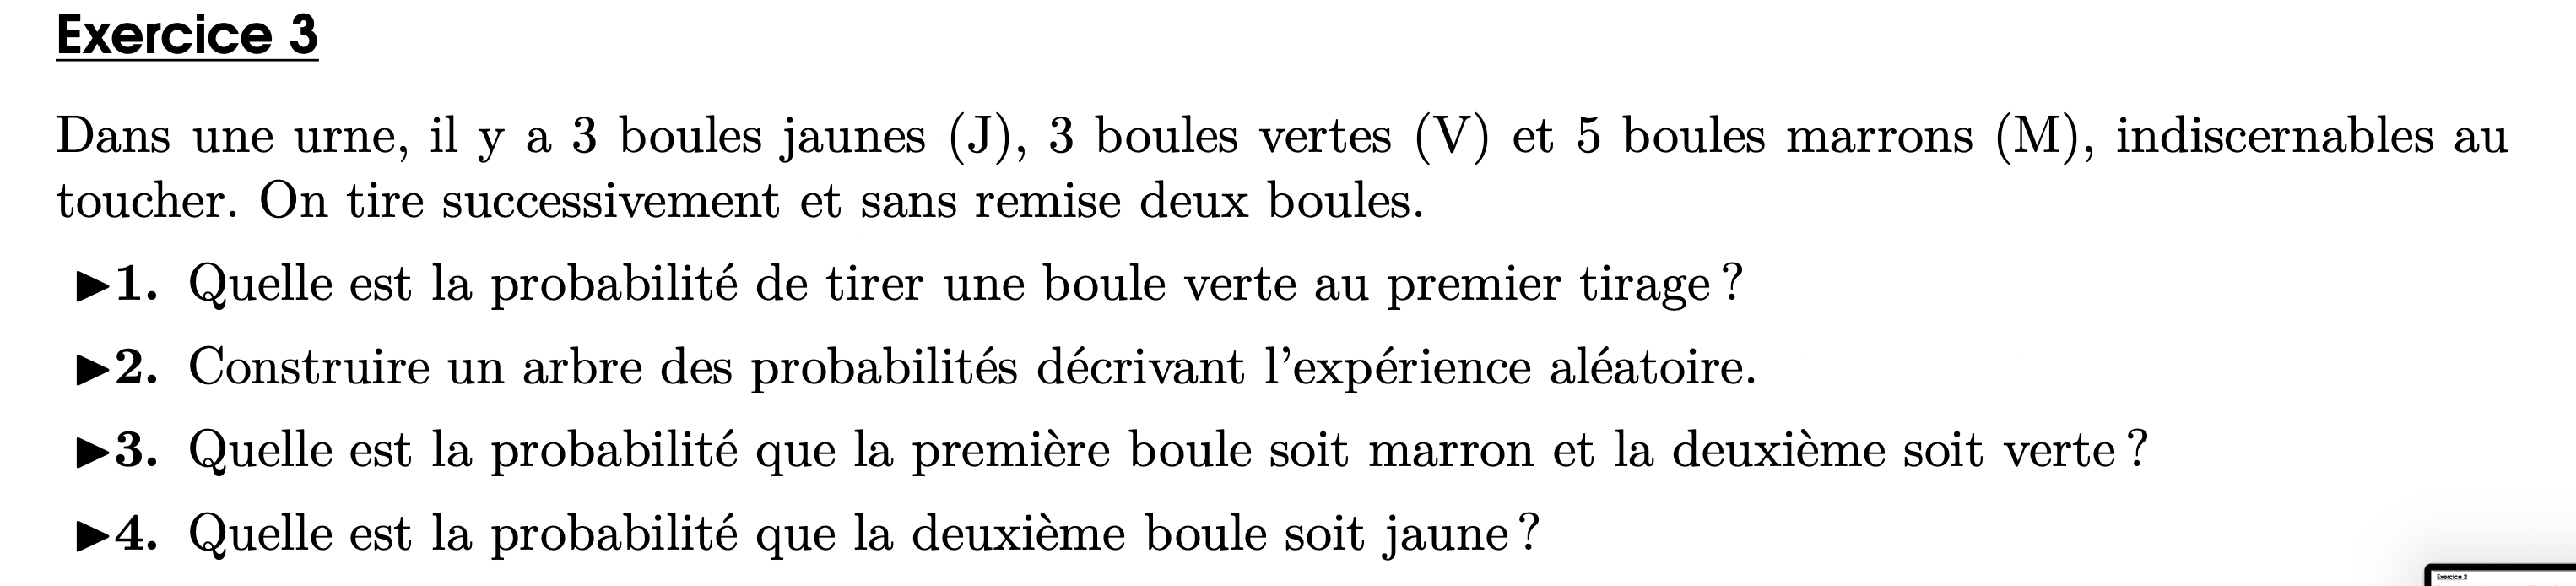 Exercice 3
Dans une urne, il y a 3 boules jaunes (J), 3 boules vertes (V) et 5 boules marrons (M), indiscernables au
toucher. On tire successivement et sans remise deux boules.
▶1. Quelle est la probabilité de tirer une boule verte au premier tirage ?
▶2. Construire un arbre des probabilités décrivant l'expérience aléatoire.
▶3. Quelle est la probabilité que la première boule soit marron et la deuxième soit verte ?
▶4. Quelle est la probabilité que la deuxième boule soit jaune ?
Exercice 2